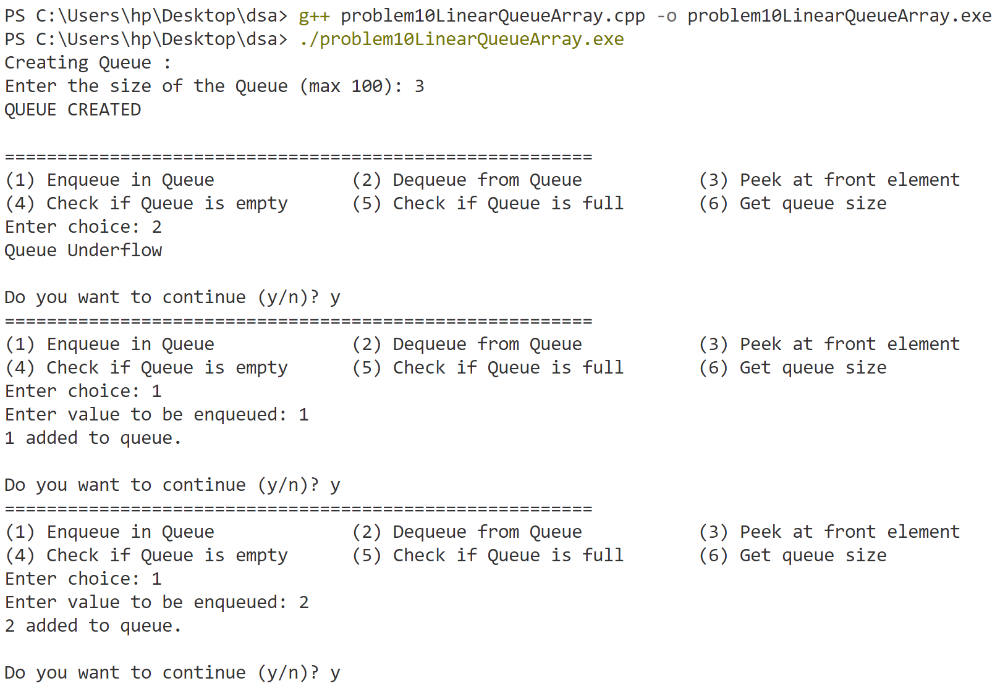 PS C:\Users\hp\Desktop\dsa> g++ problem10LinearQueueArray.cpp -o problem10LinearQueueArray.exe
PS C:\Users\hp\Desktop\dsa> ./problem10LinearQueueArray.exe
Creating Queue :
Enter the size of the Queue (max 100): 3
QUEUE CREATED
========================================================
(1) Enqueue in Queue (2) Dequeue from Queue (3) Peek at front element
(4) Check if Queue is empty (5) Check if Queue is full (6) Get queue size
Enter choice: 2
Queue Underflow
Do you want to continue (y/n)? y
========================================================
(1) Enqueue in Queue (2) Dequeue from Queue (3) Peek at front element
(4) Check if Queue is empty (5) Check if Queue is full (6) Get queue size
Enter choice: 1
Enter value to be enqueued: 1
1 added to queue.
Do you want to continue (y/n)? y
========================================================
(1) Enqueue in Queue (2) Dequeue from Queue (3) Peek at front element
(4) Check if Queue is empty (5) Check if Queue is full (6) Get queue size
Enter choice: 1
Enter value to be enqueued: 2
2 added to queue.
Do you want to continue (y/n)? y